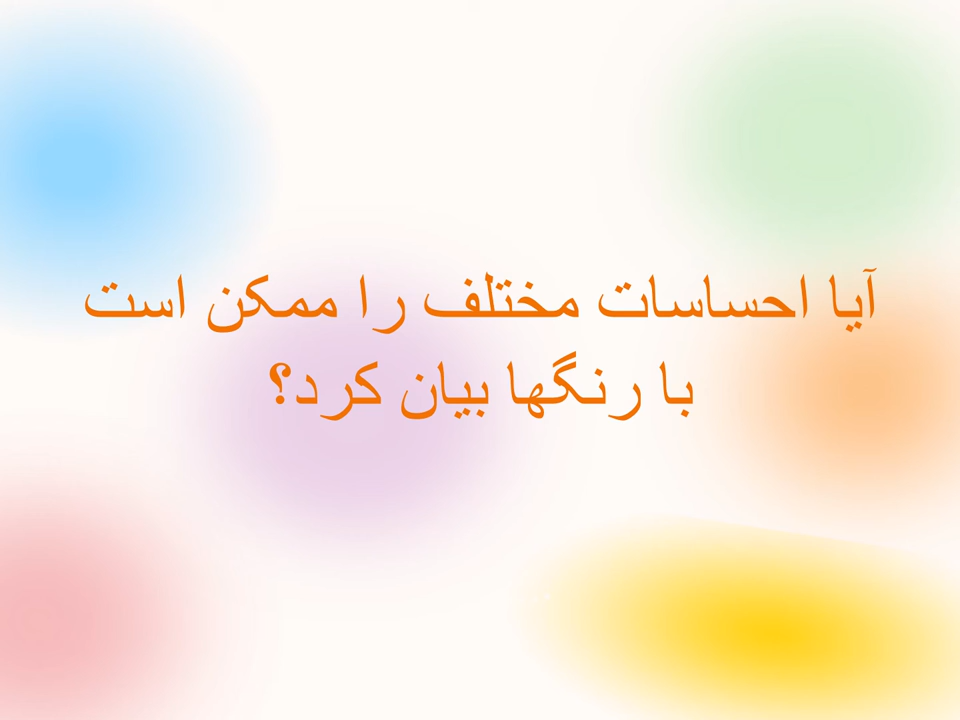 آیا احساسات مختلف را ممکن است
با رنگها بیان کرد؟